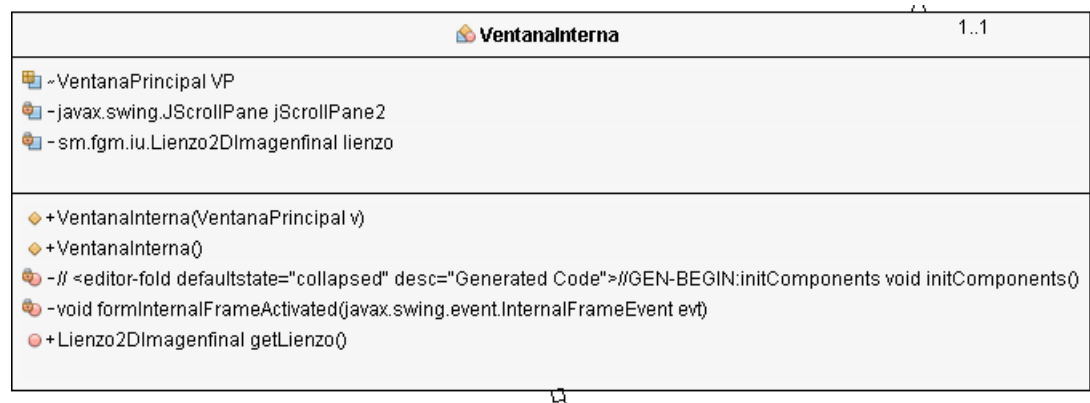 VentanaInterna
1..1
~VentanaPrincipal VP
-javax.swing.JScrollPane jScrollPane2
-sm.fgm.iu.Lienzo2DImagenfinal lienzo
+VentanaInterna(VentanaPrincipal v)
+VentanaInterna()
-// <editor-fold defaultstate="collapsed" desc="Generated Code">//GEN-BEGIN:initComponents void initComponents()
-void formInternalFrameActivated(javax.swing.event.InternalFrameEvent evt)
+Lienzo2DImagenfinal getLienzo()